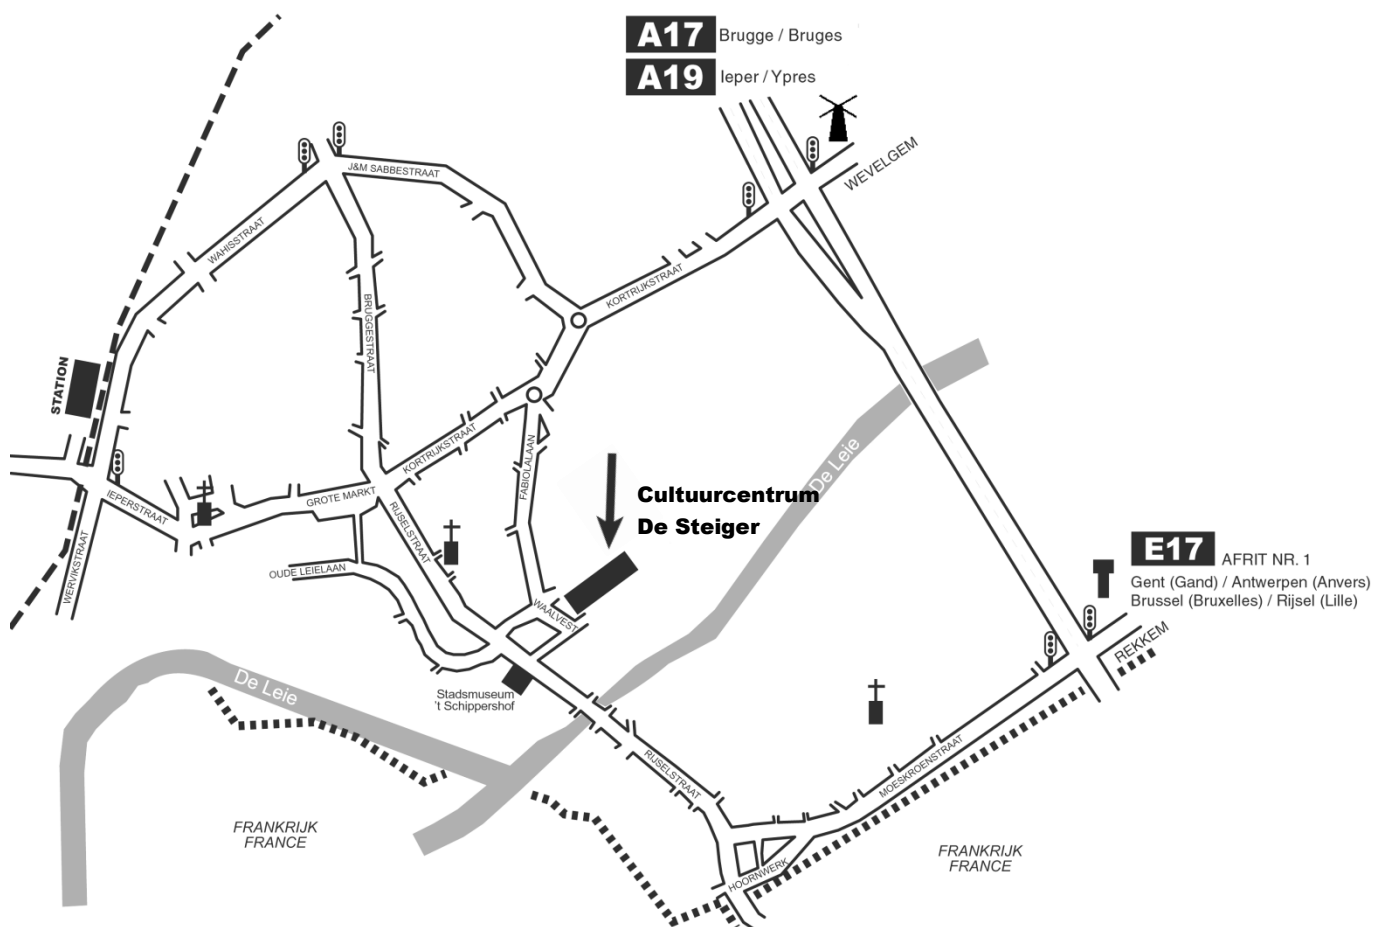 A17 Brugge / Bruges
A19 Ieper / Ypres
WEVELGEM
J&M SABBESTRAAT
WAHISSTRAAT
KORTRIJKSTRAAT
BRUGGESTRAAT
STATION
KORTRIJKSTRAAT
FABIOLALAAN
De Leie
Cultuurcentrum
De Steiger
IEPERSTRAAT
GROTE MARKT
RIJSELSTRAAT
WERVIKSTRAAT
OUDE LEIELAAN
WAALVEST
E17 AFRIT NR. 1
Gent (Gand) / Antwerpen (Anvers)
Brussel (Bruxelles) / Rijsel (Lille)
REKKEM
De Leie
Stadsmuseum
't Schippershof
RIJSELSTRAAT
MOESKROENSTRAAT
HOORNWERK
FRANKRIJK
FRANCE
FRANKRIJK
FRANCE